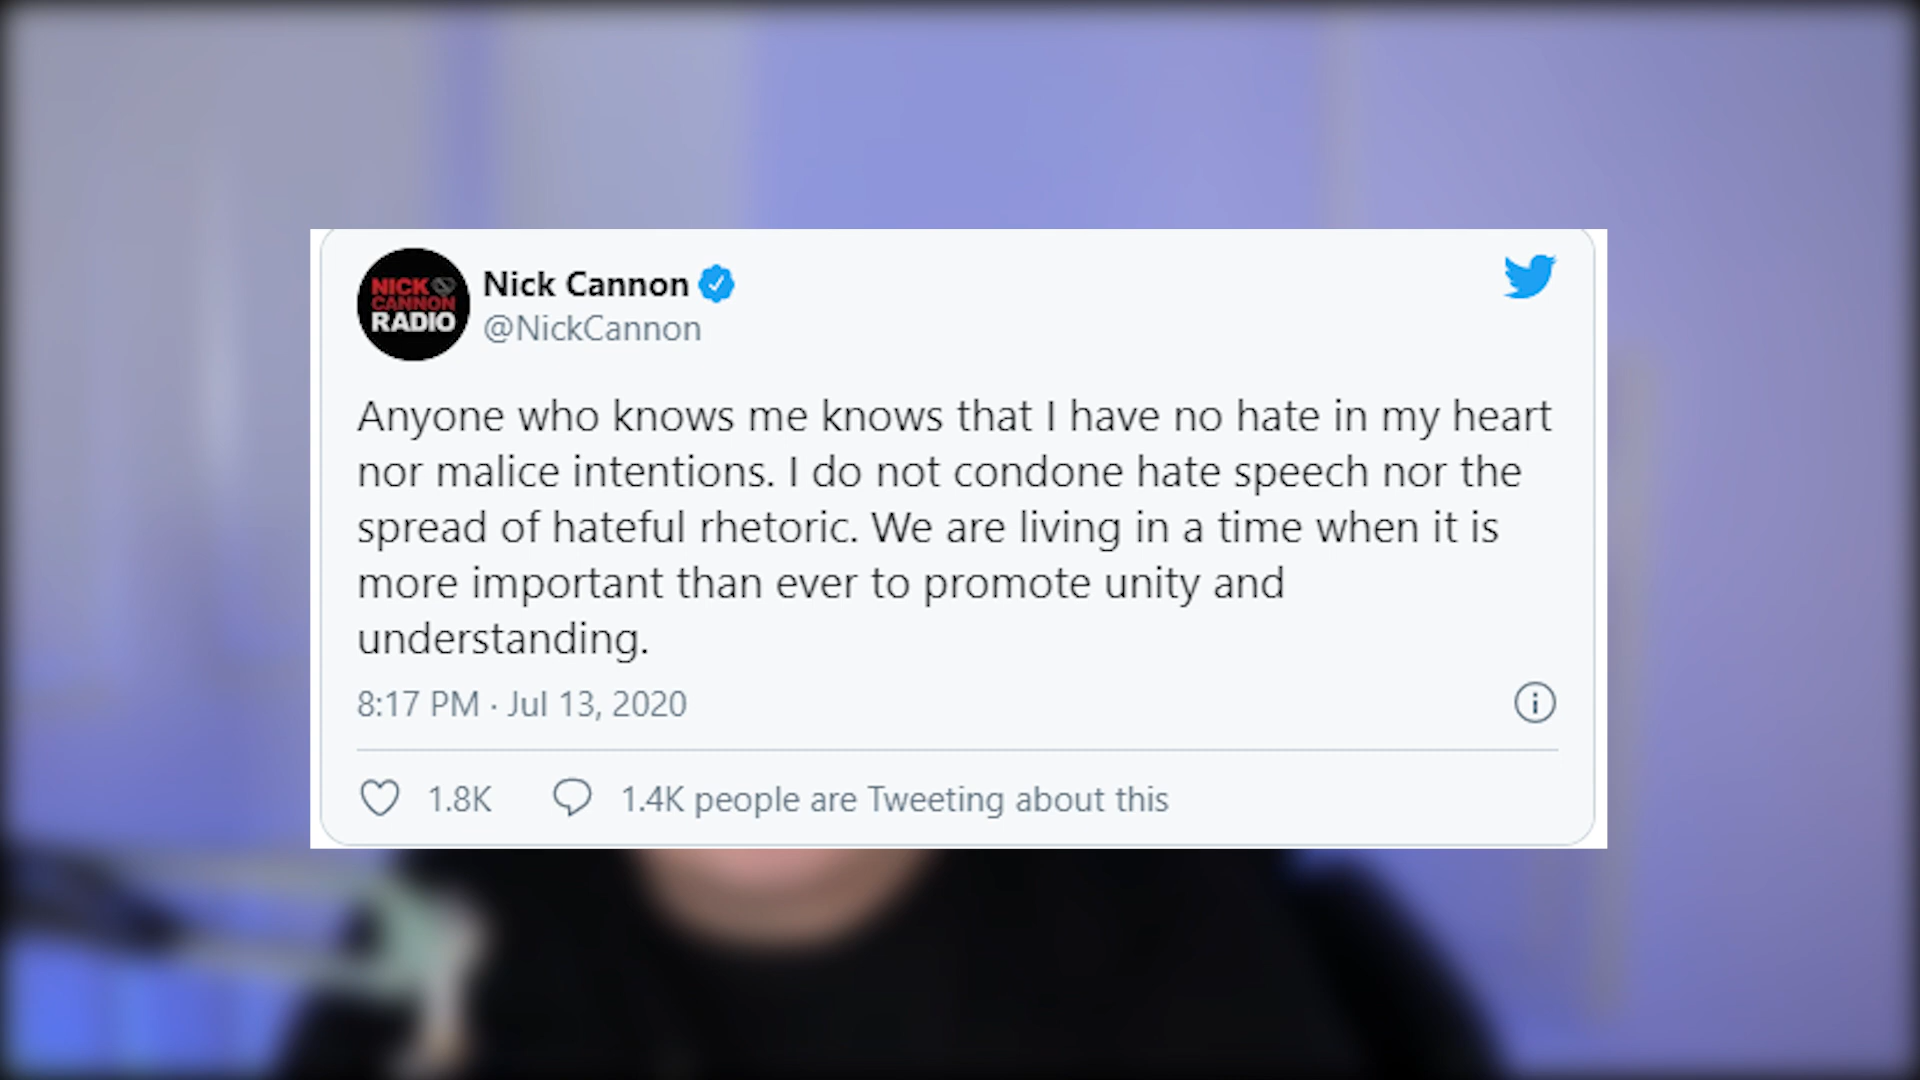 NICK
CANNON
RADIO
Nick Cannon
@NickCannon
Anyone who knows me knows that I have no hate in my heart
nor malice intentions. I do not condone hate speech nor the
spread of hateful rhetoric. We are living in a time when it is
more important than ever to promote unity and
understanding.
8:17 PM · Jul 13, 2020
1.8K 1.4K people are Tweeting about this